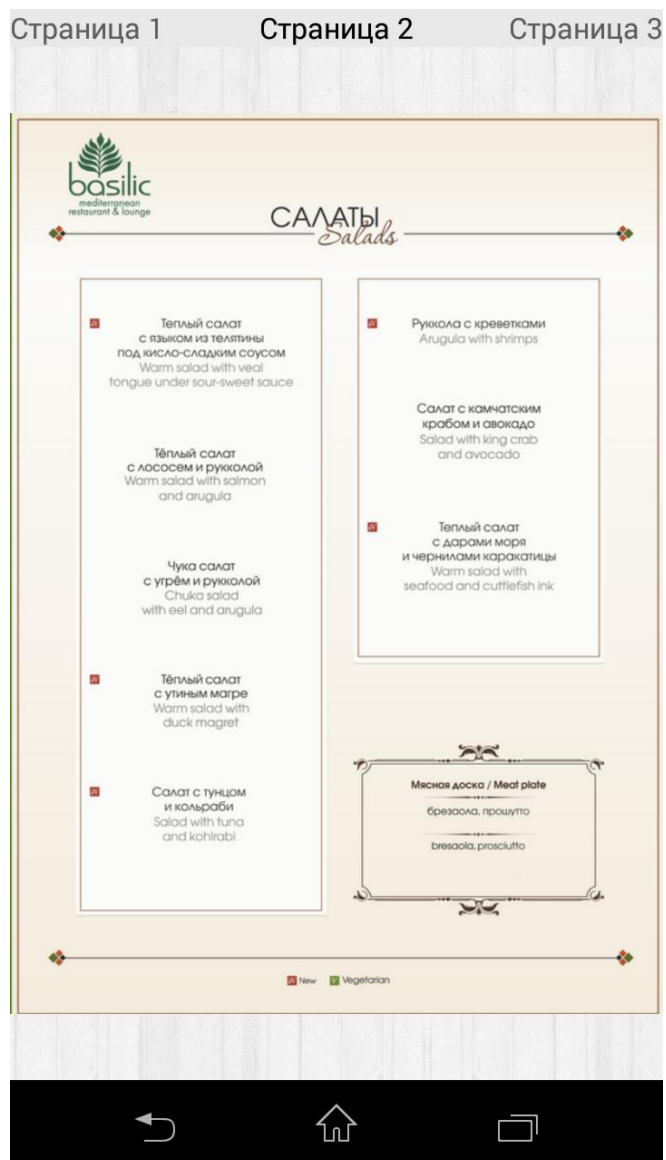 Страница 1 Страница 2 Страница 3
basilic
mediterranean
restaurant & lounge
САЛАТЫ
Salads
N Теплый салат
с языком из телятины
под кисло-сладким соусом
Warm salad with veal
tongue under sour-sweet sauce
Тёплый салат
с лососем и рукколой
Warm salad with salmon
and arugula
Чука салат
с угрём и рукколой
Chuka salad
with eel and arugula
N Тёплый салат
с утиным магре
Warm salad with
duck magret
N Салат с тунцом
и кольраби
Salad with tuna
and kohlrabi
N Руккола с креветками
Arugula with shrimps
Салат с камчатским
крабом и авокадо
Salad with king crab
and avocado
N Теплый салат
с дарами моря
и чернилами каракатицы
Warm salad with
seafood and cuttlefish ink
Мясная доска / Meat plate
брезаола, прошутто
bresaola, prosciutto
N New V Vegetarian